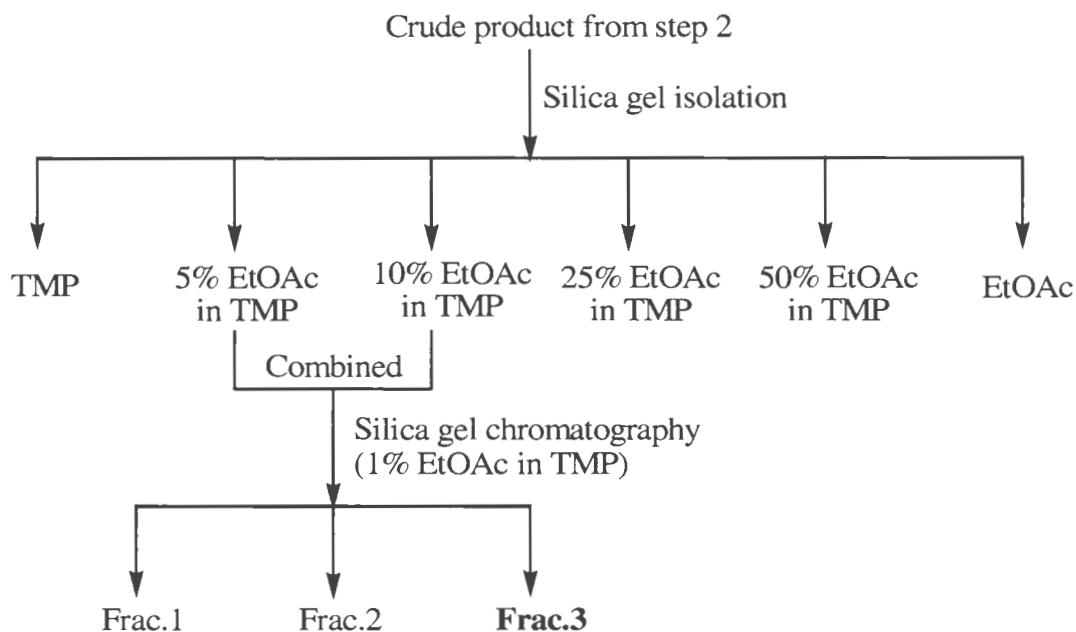 Crude product from step 2
Silica gel isolation
TMP
5% EtOAc
in TMP
10% EtOAc
in TMP
25% EtOAc
in TMP
50% EtOAc
in TMP
EtOAc
Combined
Silica gel chromatography
(1% EtOAc in TMP)
Frac.1
Frac.2
Frac.3